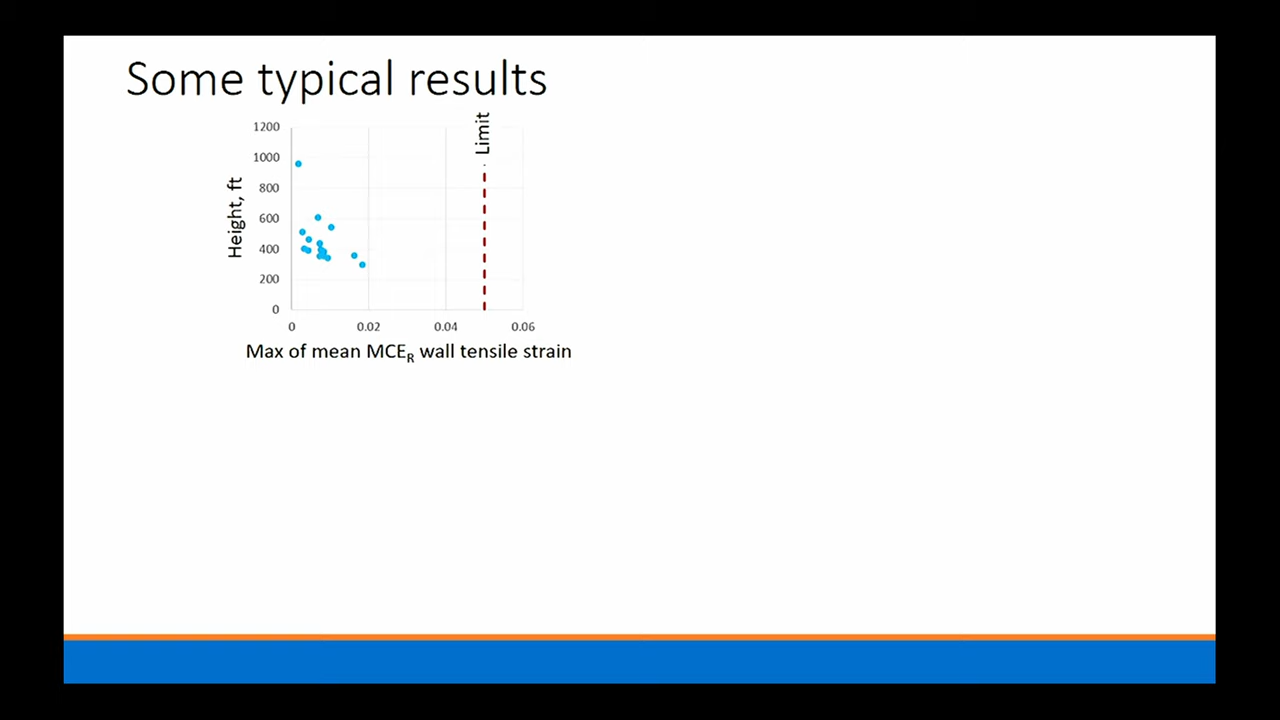 Some typical results
Limit
1200
1000
800
600
400
200
0
Height, ft
0 0.02 0.04 0.06
Max of mean MCE_R wall tensile strain